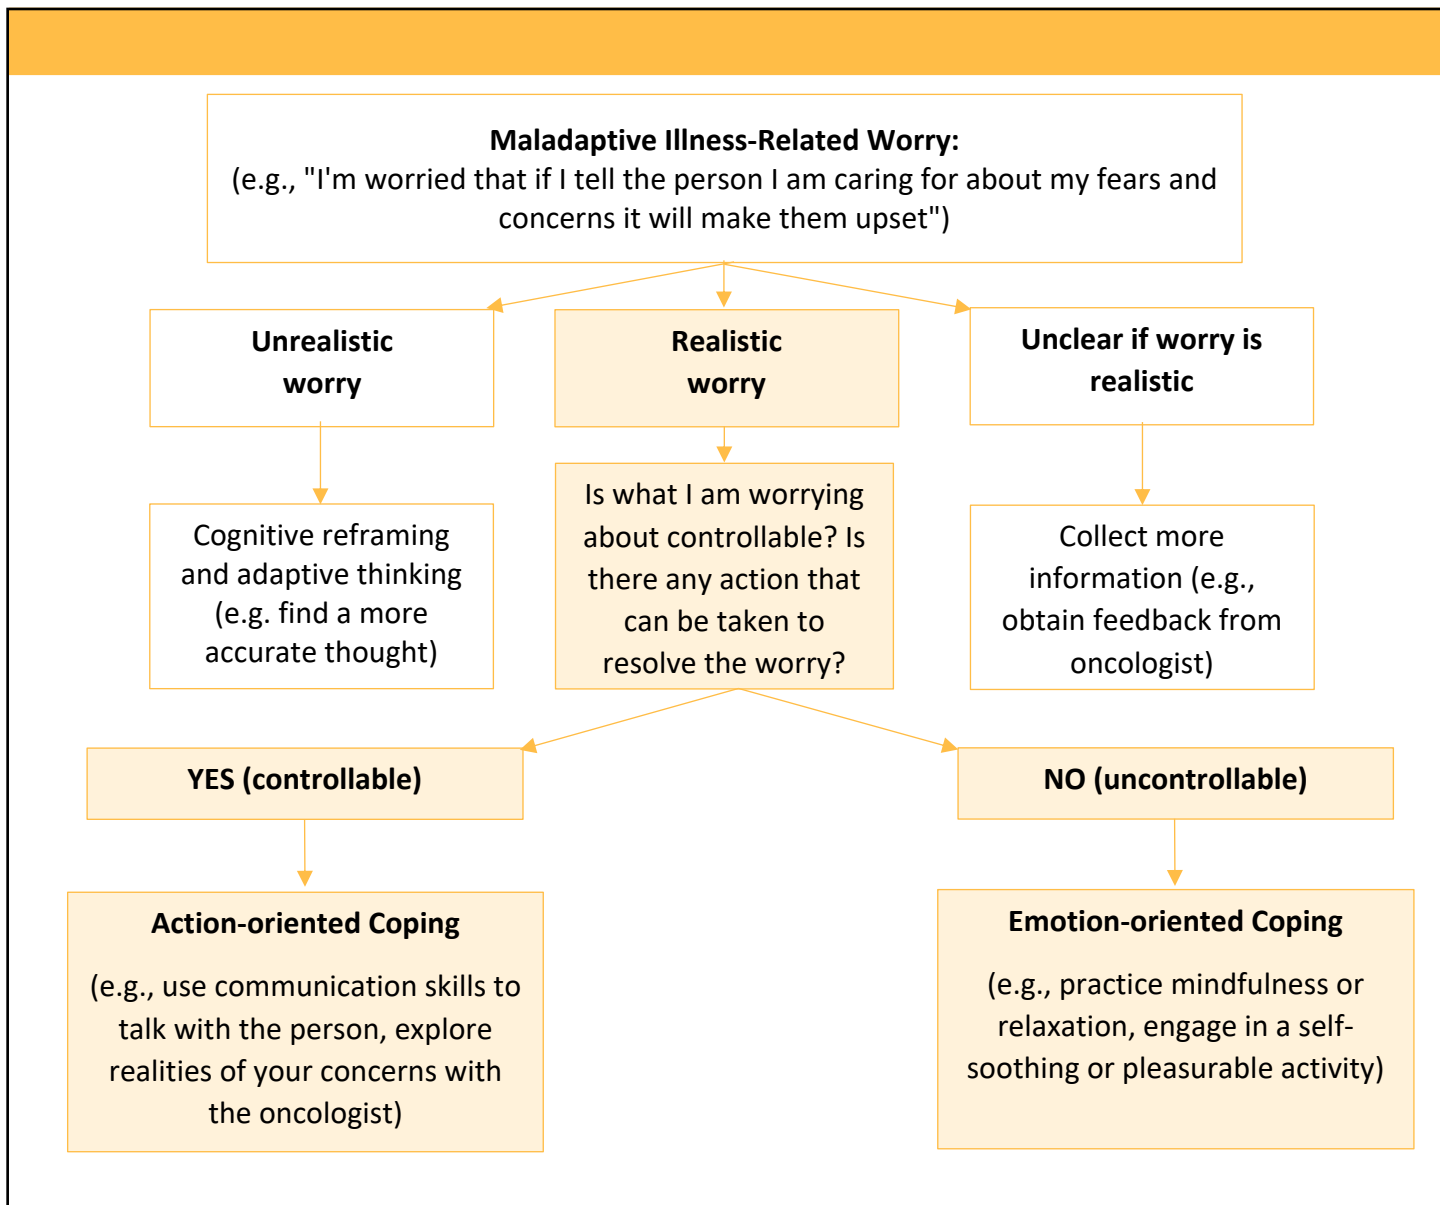 Maladaptive Illness-Related Worry:
(e.g., "I'm worried that if I tell the person I am caring for about my fears and
concerns it will make them upset")
Unrealistic
worry
Realistic
worry
Unclear if worry is
realistic
Cognitive reframing
and adaptive thinking
(e.g. find a more
accurate thought)
Is what I am worrying
about controllable? Is
there any action that
can be taken to
resolve the worry?
Collect more
information (e.g.,
obtain feedback from
oncologist)
YES (controllable)
NO (uncontrollable)
Action-oriented Coping
(e.g., use communication skills to
talk with the person, explore
realities of your concerns with
the oncologist)
Emotion-oriented Coping
(e.g., practice mindfulness or
relaxation, engage in a self-
soothing or pleasurable activity)